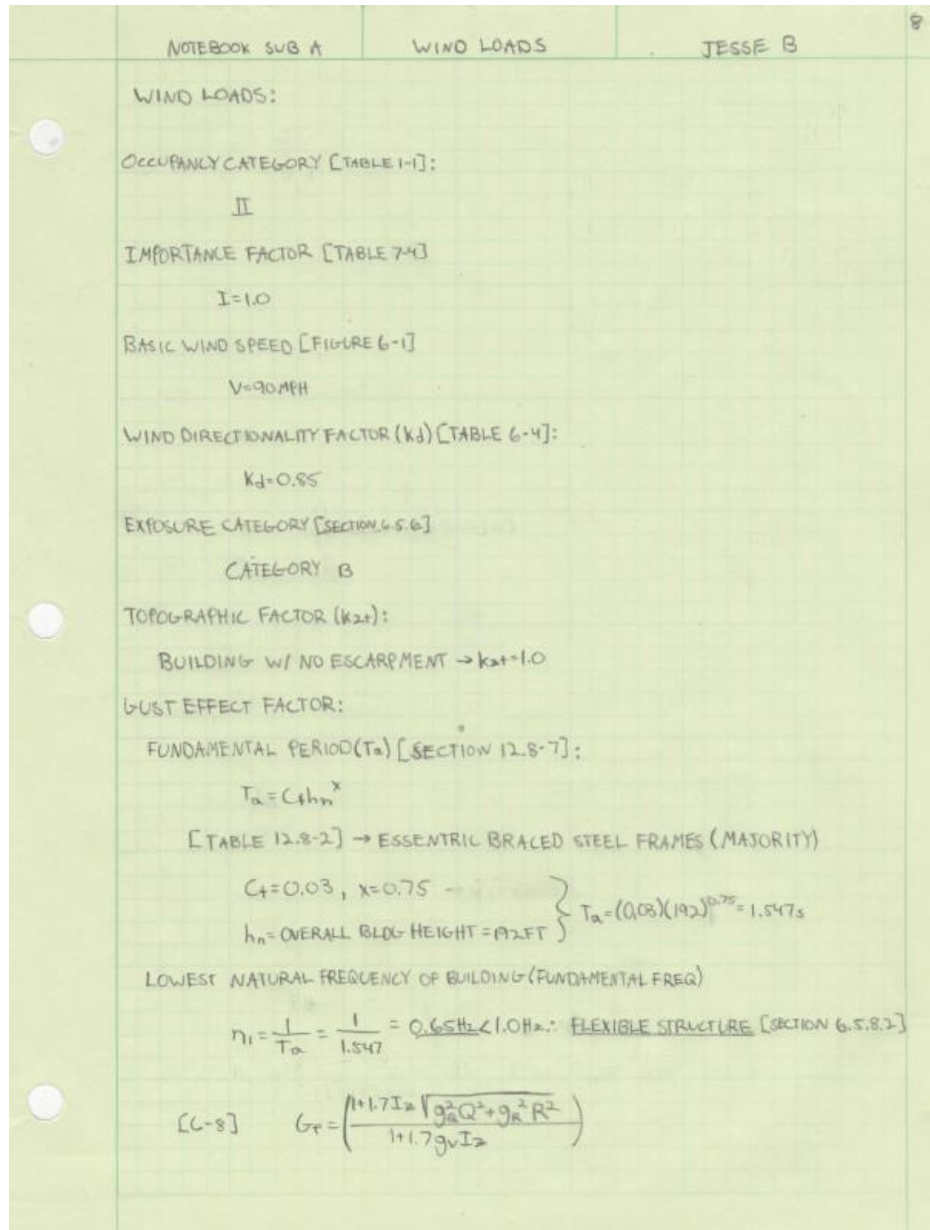 8
NOTEBOOK SUB A WIND LOADS JESSE B
WIND LOADS:
OCCUPANCY CATEGORY [TABLE 1-1]:
II
IMPORTANCE FACTOR [TABLE 7-4]
I=1.0
BASIC WIND SPEED [FIGURE 6-1]
V=90MPH
WIND DIRECTIONALITY FACTOR (Kd) [TABLE 6-4]:
Kd=0.85
EXPOSURE CATEGORY [SECTION 6.5.6]
CATEGORY B
TOPOGRAPHIC FACTOR (Kzt):
BUILDING W/ NO ESCARPMENT → Kzt=1.0
GUST EFFECT FACTOR:
FUNDAMENTAL PERIOD (Ta) [SECTION 12.8-7]:
Ta = Cthn^x
[TABLE 12.8-2] → ESSENTRIC BRACED STEEL FRAMES (MAJORITY)
Ct=0.03, x=0.75
hn= OVERALL BLDG HEIGHT = 192FT } Ta=(0.03)(192)^0.75 = 1.547s
LOWEST NATURAL FREQUENCY OF BUILDING (FUNDAMENTAL FREQ)
n1 = 1/Ta = 1/1.547 = 0.65Hz < 1.0Hz ∴ FLEXIBLE STRUCTURE [SECTION 6.5.8.2]
[6-8] Gf = ((1+1.7Iz√(gQ²Q²+gR²R²))/(1+1.7gvIz))